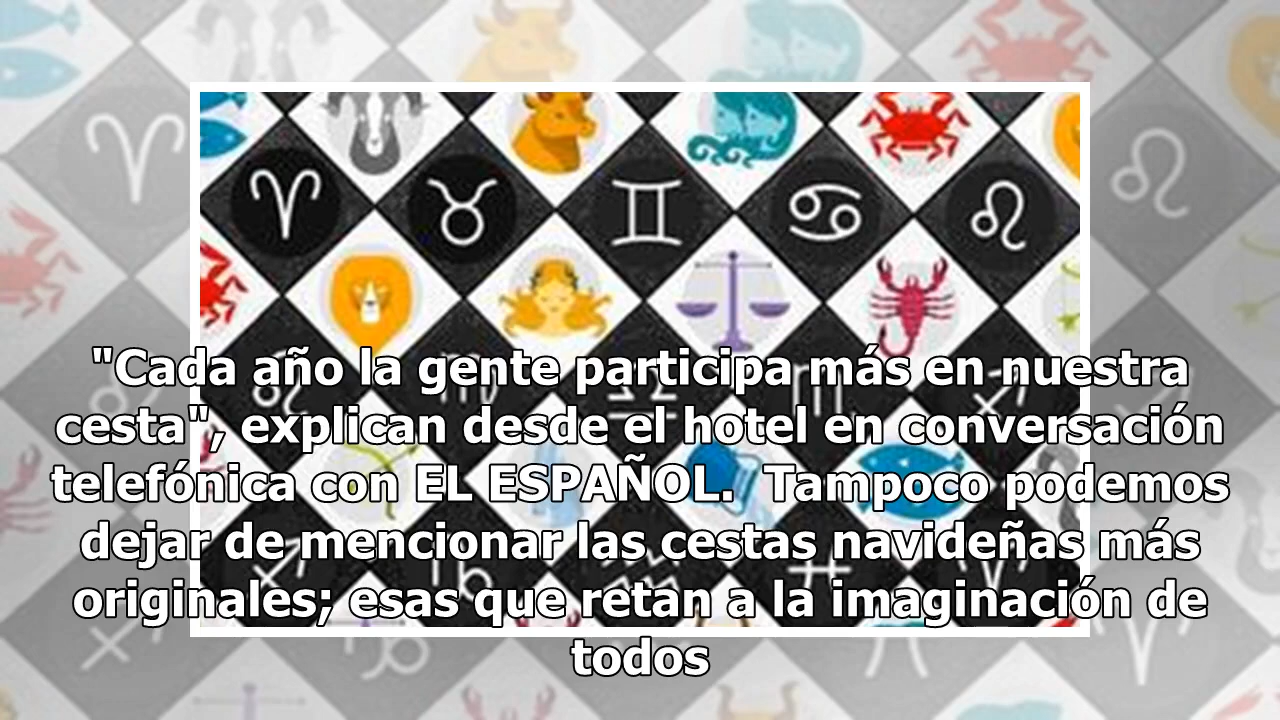 "Cada año la gente participa más en nuestra
cesta", explican desde el hotel en conversación
telefónica con EL ESPAÑOL.  Tampoco podemos
dejar de mencionar las cestas navideñas más
originales; esas que retan a la imaginación de
todos